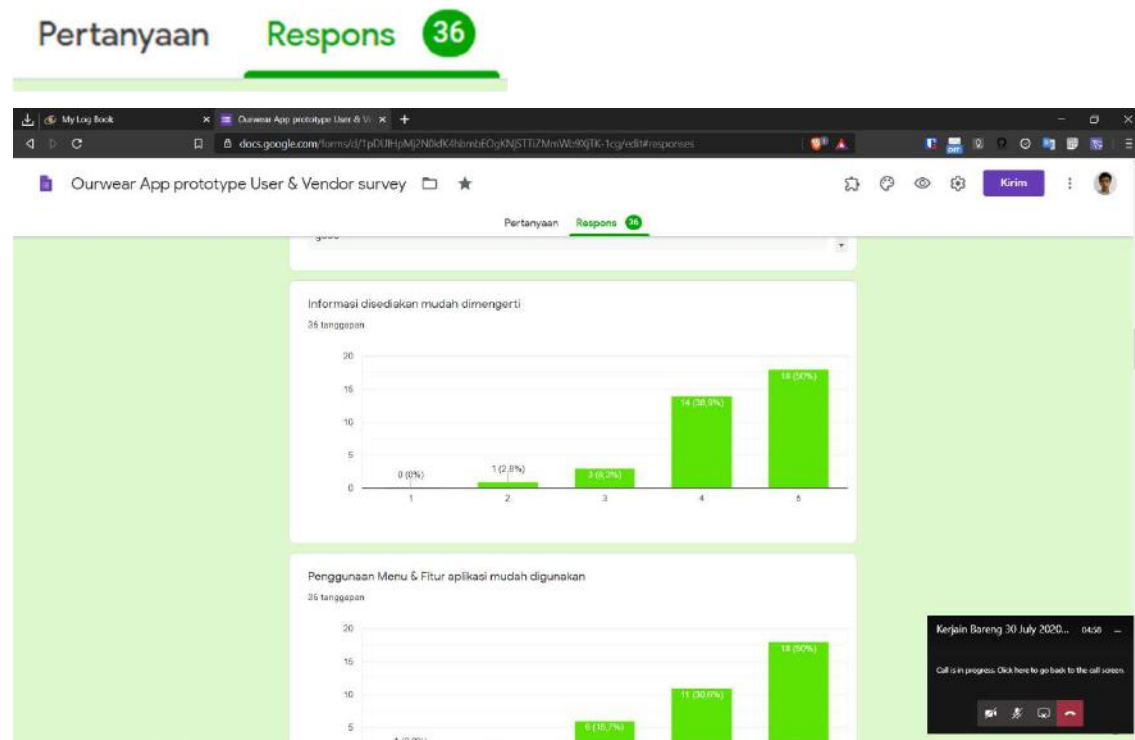 Pertanyaan Respons 36
My Log Book Ourwear App prototype User & V
docs.google.com
Ourwear App prototype User & Vendor survey Kirim
Pertanyaan Respons 36
Informasi disediakan mudah dimengerti
36 tanggapan
20
18 (50%)
15
14 (38,9%)
10
5
0 (0%) 1 (2,8%) 3 (8,3%)
0
1 2 3 4 5
Penggunaan Menu & Fitur aplikasi mudah digunakan
36 tanggapan
20
18 (50%)
15
10 11 (30,6%)
5 6 (16,7%)
Kerjain Bareng 30 July 2020... 04:58
Call is in progress. Click here to go back to the call screen.